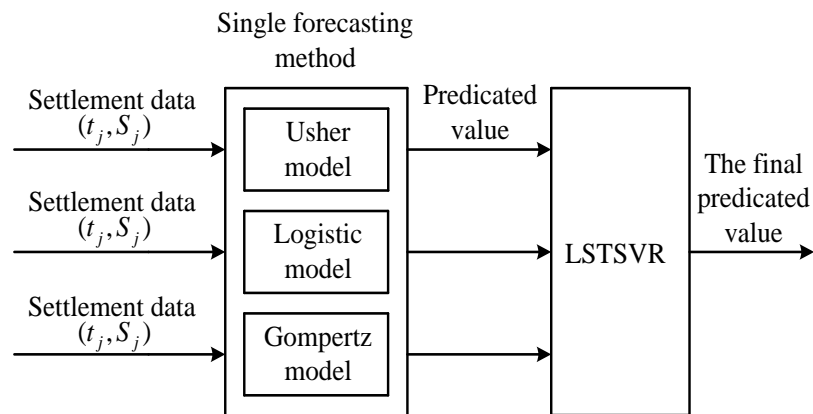 Single forecasting
method
Settlement data
(t_j, S_j)
Usher
model
Predicated
value
Settlement data
(t_j, S_j)
Logistic
model
LSTSVR
The final
predicated
value
Settlement data
(t_j, S_j)
Gompertz
model